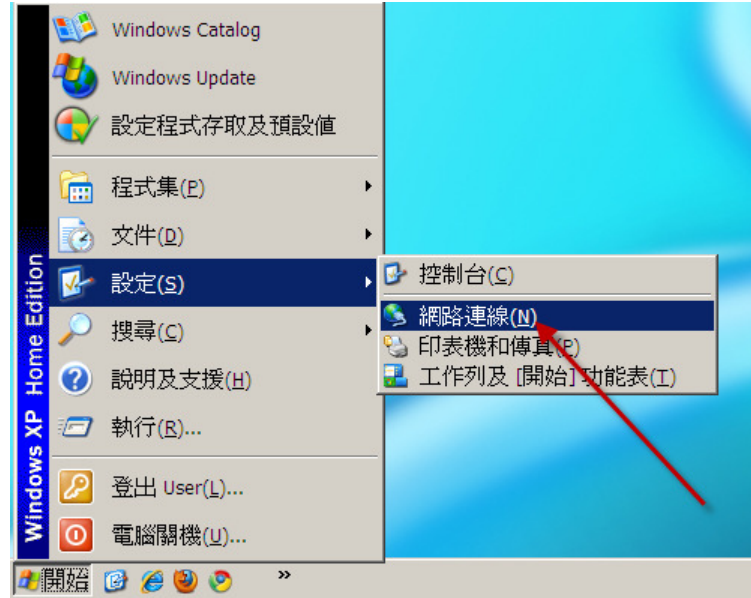 Windows Catalog
Windows Update
設定程式存取及預設值
程式集(P)
文件(D)
設定(S)
搜尋(C)
說明及支援(H)
執行(R)...
登出 User(L)...
電腦關機(U)...
Windows XP Home Edition
控制台(C)
網路連線(N)
印表機和傳真(P)
工作列及 [開始] 功能表(T)
開始
»